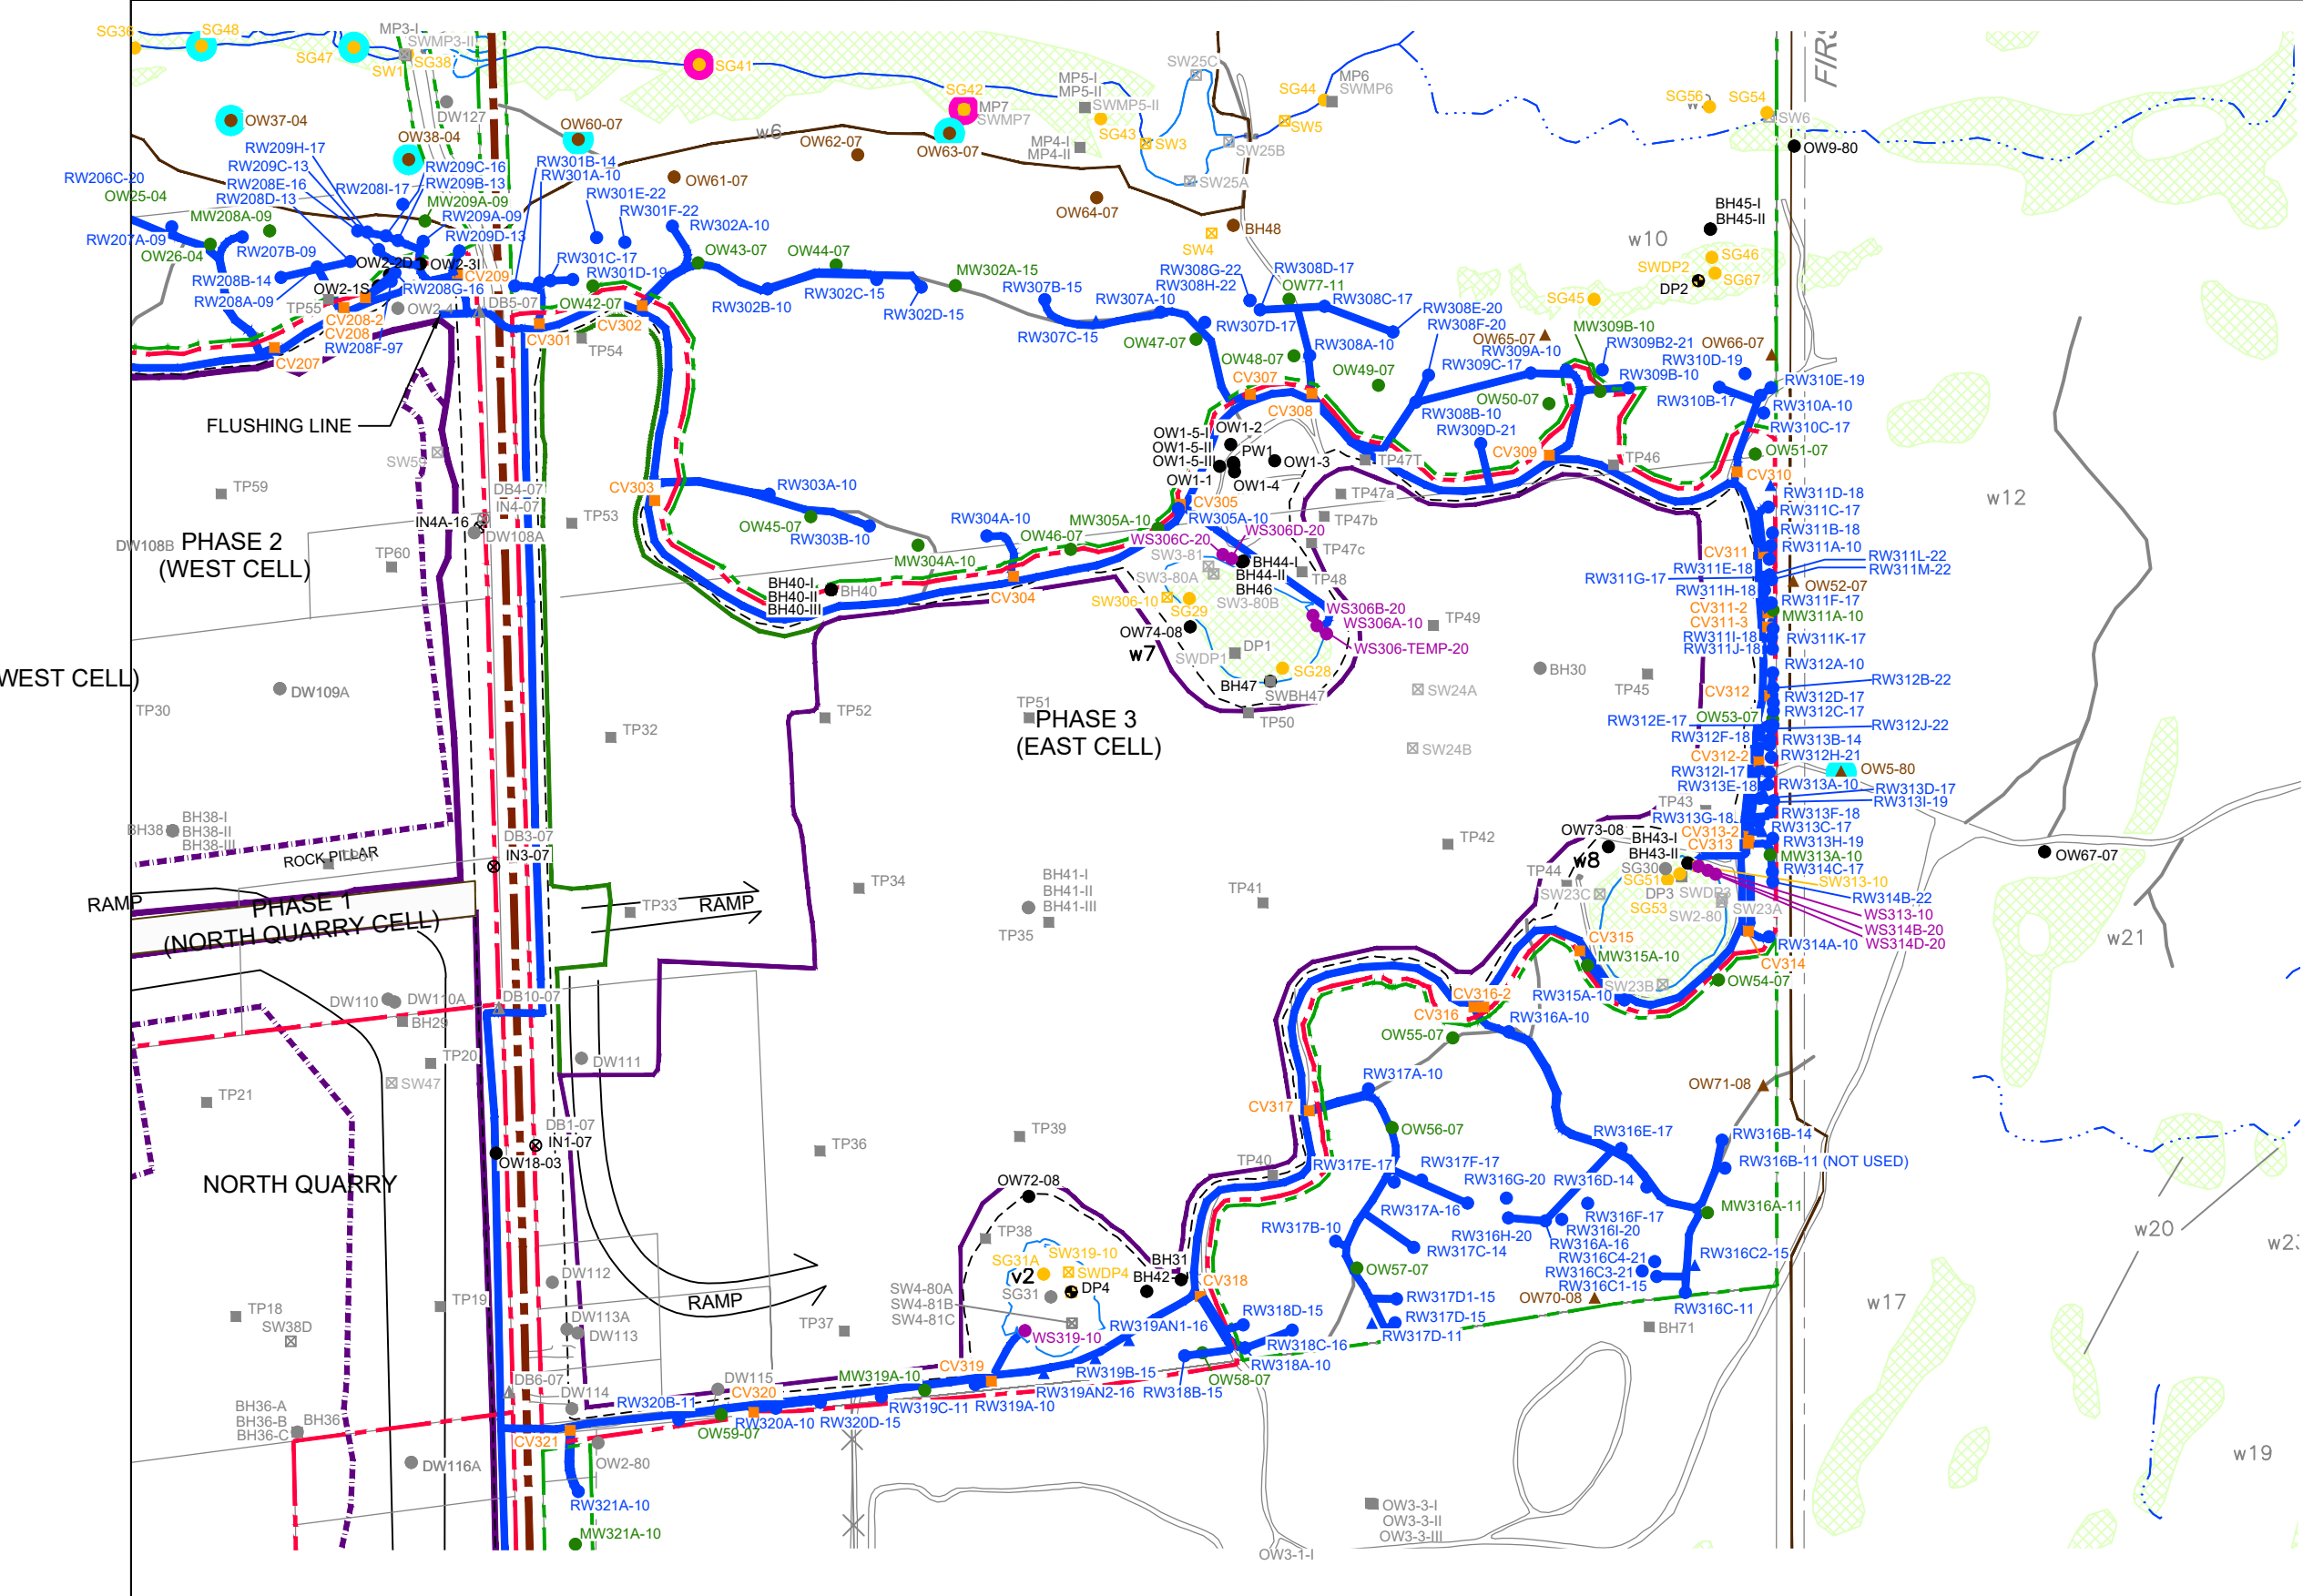 SG36
SG48
SG47
MP3-I
SWMP3-II
SW1
SG38
SG41
SG42
MP7
SWMP7
MP5-I
MP5-II
SWMP5-II
SG43
MP4-I
MP4-II
SW3
SW25C
SW25B
SW25A
SG44
MP6
SWMP6
SW5
SG56
SG54
SW6
OW9-80
FIRS
DW127
OW37-04
OW38-04
OW60-07
w6
OW62-07
OW63-07
OW61-07
OW64-07
BH48
SW4
RW209H-17
RW209C-13
RW208E-16
RW208D-13
RW208I-17
RW209C-16
RW209B-13
MW209A-09
RW209A-09
RW209D-13
RW206C-20
OW25-04
MW208A-09
RW207A-09
OW26-04
RW207B-09
RW208B-14
RW208A-09
OW2-2D
OW2-3I
OW2-1S
CV209
RW208G-16
TP55
OW2-4
DB5-07
CV208-2
CV208
RW208F-97
CV207
RW301B-14
RW301A-10
RW301E-22
RW301F-22
RW302A-10
RW301C-17
RW301D-19
OW42-07
CV302
CV301
TP54
OW43-07
OW44-07
RW302B-10
RW302C-15
RW302D-15
MW302A-15
RW307B-15
RW307A-10
RW307C-15
RW308G-22
RW308H-22
RW308D-17
OW77-11
RW308C-17
RW307D-17
OW47-07
OW48-07
RW308A-10
OW49-07
RW308E-20
RW308F-20
CV307
CV308
RW308B-10
RW309D-21
w10
BH45-I
BH45-II
SG46
SWDP2
SG67
DP2
SG45
OW65-07
MW309B-10
RW309A-10
RW309B2-21
RW309C-17
RW309B-10
OW50-07
CV309
OW66-07
RW310D-19
RW310E-19
RW310B-17
RW310A-10
RW310C-17
OW51-07
CV310
TP46
TP47T
FLUSHING LINE
TP59
DB4-07
IN4-07
IN4A-16
DW108A
DW108B
TP60
PHASE 2
(WEST CELL)
WEST CELL)
TP53
CV303
RW303A-10
OW45-07
RW303B-10
MW304A-10
RW304A-10
OW46-07
MW305A-10
CV304
BH40-I
BH40-II
BH40-III
BH40
OW1-5-I
OW1-5-II
OW1-5-III
OW1-2
PW1
OW1-3
OW1-1
OW1-4
CV305
RW305A-10
WS306D-20
WS306C-20
SW3-81
SW3-80A
SW3-80B
BH44-I
BH44-II
BH46
SW306-10
SG29
OW74-08
w7
SWDP1
DP1
SG28
BH47
SWBH47
TP50
WS306B-20
WS306A-10
WS306-TEMP-20
TP47a
TP47b
TP47c
TP48
TP49
SW24A
SW24B
BH30
TP45
w12
RW311D-18
RW311C-17
RW311B-18
RW311A-10
CV311
RW311E-18
RW311G-17
RW311L-22
RW311M-22
RW311H-18
OW52-07
RW311F-17
CV311-2
CV311-3
MW311A-10
RW311I-18
RW311J-18
RW311K-17
RW312A-10
RW312B-22
CV312
RW312D-17
RW312C-17
OW53-07
RW312E-17
RW312J-22
RW312F-18
RW313B-14
CV312-2
RW312H-21
RW312I-17
OW5-80
RW313E-18
RW313A-10
RW313D-17
RW313I-19
TP43
RW313G-18
RW313F-18
CV313-2
CV313
RW313C-17
RW313H-19
MW313A-10
RW314C-17
SW313-10
RW314B-22
WS313-10
WS314B-20
WS314D-20
RW314A-10
CV314
OW54-07
OW73-08
BH43-I
BH43-II
w8
SG30
SG51
DP3
SWDP3
SG53
SW2-80
SW23A
SW23C
SW23B
TP44
CV315
MW315A-10
RW315A-10
OW67-07
w21
DW109A
TP30
TP32
TP51
TP52
PHASE 3
(EAST CELL)
BH38
BH38-I
BH38-II
BH38-III
ROCK PILLAR
DB3-07
IN3-07
TP42
TP34
TP33
RAMP
BH41-I
BH41-II
BH41-III
TP35
TP41
RAMP
PHASE 1
(NORTH QUARRY CELL)
DW110
DW110A
BH29
DB10-07
TP20
SW47
TP21
DW111
CV316-2
CV316
RW316A-10
OW55-07
RW317A-10
CV317
OW56-07
OW71-08
DB1-07
IN1-07
OW18-03
NORTH QUARRY
TP36
TP39
TP40
OW72-08
RW317E-17
RW317F-17
RW316G-20
RW317A-16
RW317B-10
RW317C-14
RW316E-17
RW316D-14
RW316B-14
RW316B-11 (NOT USED)
MW316A-11
RW316F-17
RW316I-20
RW316H-20
RW316A-16
RW316C4-21
RW316C3-21
RW316C1-15
RW316C2-15
RW316C-11
OW70-08
BH71
w20
w17
w19
TP38
SG31A
SW319-10
SWDP4
v2
DP4
SG31
SW4-80A
SW4-81B
SW4-81C
WS319-10
BH31
BH42
CV318
OW57-07
RW317D1-15
RW317D-15
RW317D-11
RW318D-15
RW318C-16
RW318A-10
RW319AN1-16
RW319B-15
RW319AN2-16
RW318B-15
OW58-07
DW112
DW113A
DW113
RAMP
TP37
TP18
SW38D
TP19
DB6-07
DW114
DW115
CV320
MW319A-10
CV319
RW320B-11
RW320A-10
RW320D-15
RW319C-11
RW319A-10
OW59-07
CV321
BH36-A
BH36-B
BH36-C
BH36
DW116A
OW2-80
RW321A-10
MW321A-10
OW3-3-I
OW3-3-II
OW3-3-III
OW3-1-I